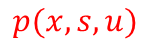 p(x, s, u)